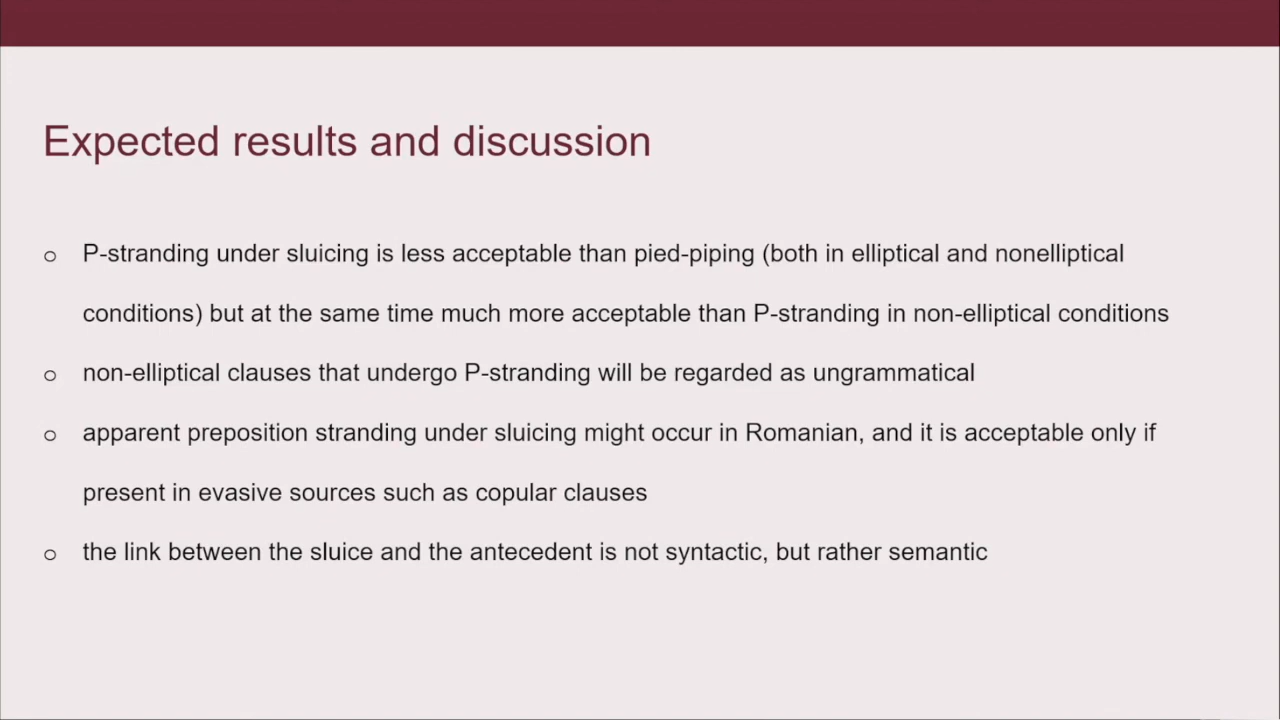 Expected results and discussion
o P-stranding under sluicing is less acceptable than pied-piping (both in elliptical and nonelliptical
conditions) but at the same time much more acceptable than P-stranding in non-elliptical conditions
o non-elliptical clauses that undergo P-stranding will be regarded as ungrammatical
o apparent preposition stranding under sluicing might occur in Romanian, and it is acceptable only if
present in evasive sources such as copular clauses
o the link between the sluice and the antecedent is not syntactic, but rather semantic